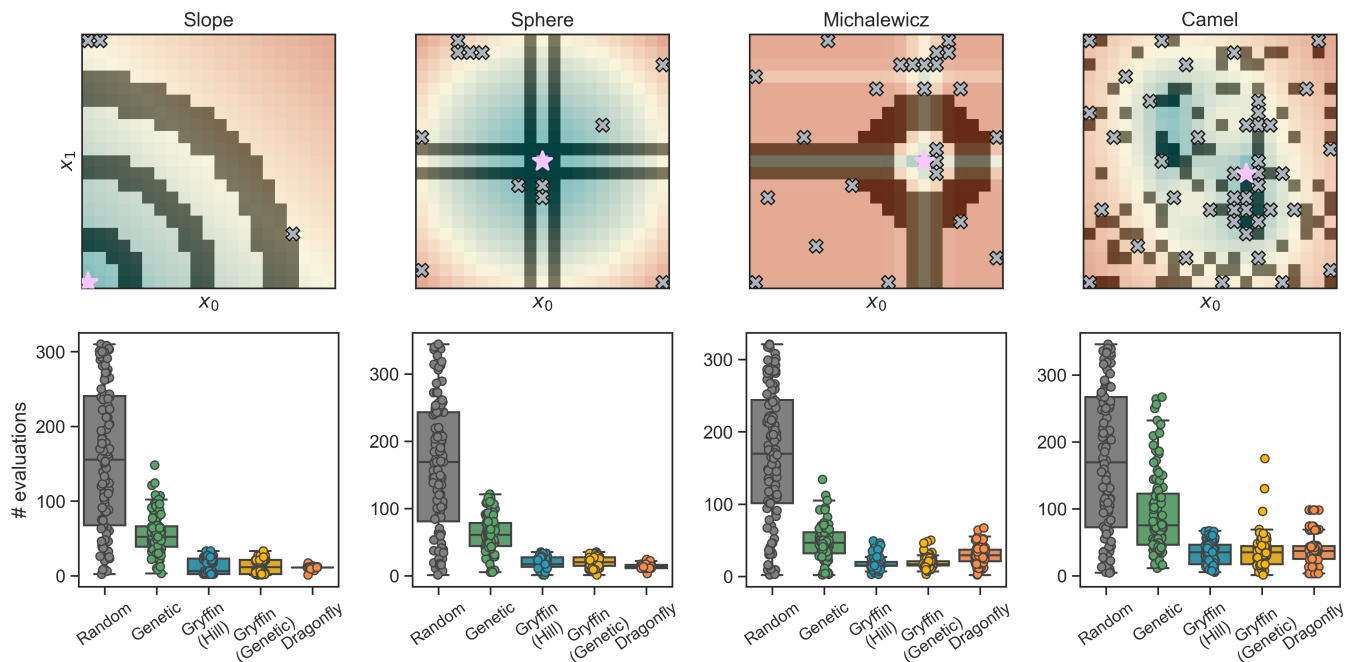 Slope
Sphere
Michalewicz
Camel
x1
x0
x0
x0
x0
# evaluations
300
200
100
0
Random
Genetic
Gryffin
(Hill)
Gryffin
(Genetic)
Dragonfly
300
200
100
0
Random
Genetic
Gryffin
(Hill)
Gryffin
(Genetic)
Dragonfly
300
200
100
0
Random
Genetic
Gryffin
(Hill)
Gryffin
(Genetic)
Dragonfly
300
200
100
0
Random
Genetic
Gryffin
(Hill)
Gryffin
(Genetic)
Dragonfly